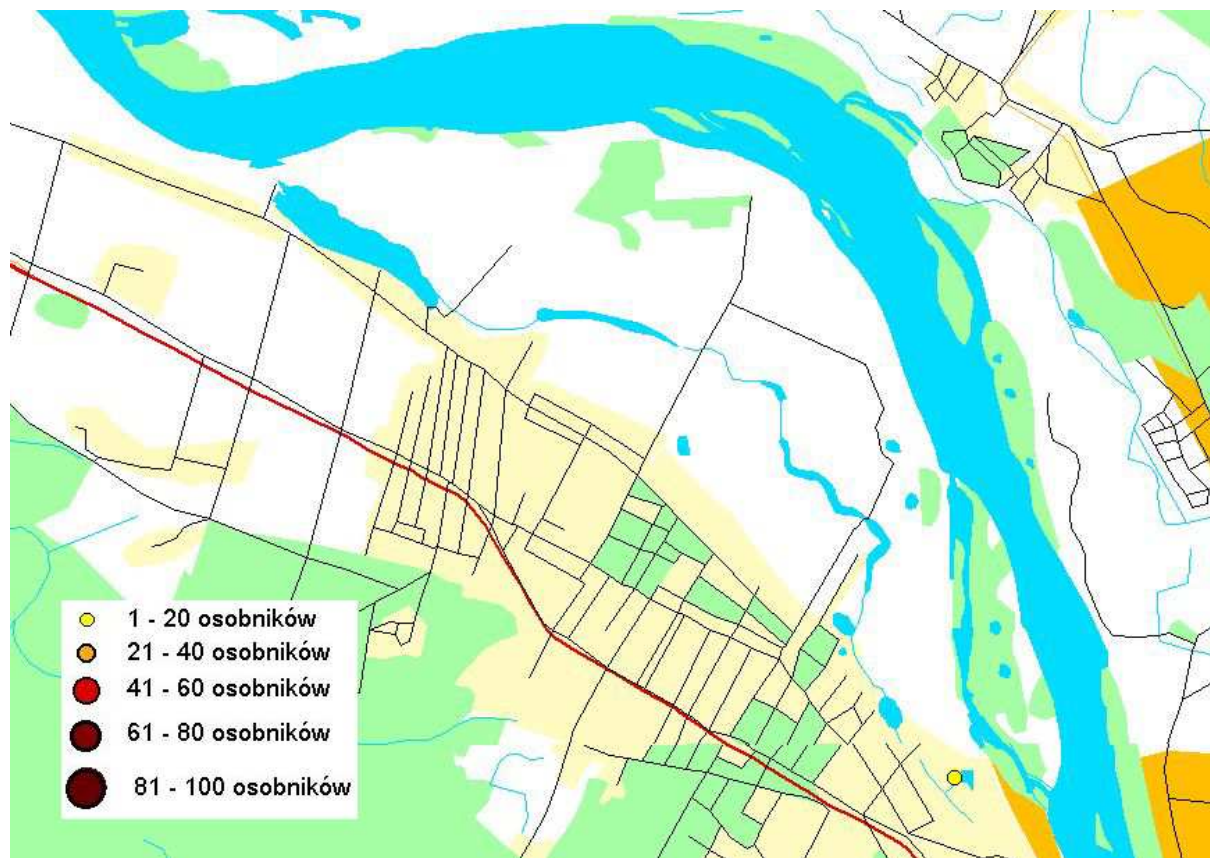 1 - 20 osobników
21 - 40 osobników
41 - 60 osobników
61 - 80 osobników
81 - 100 osobników